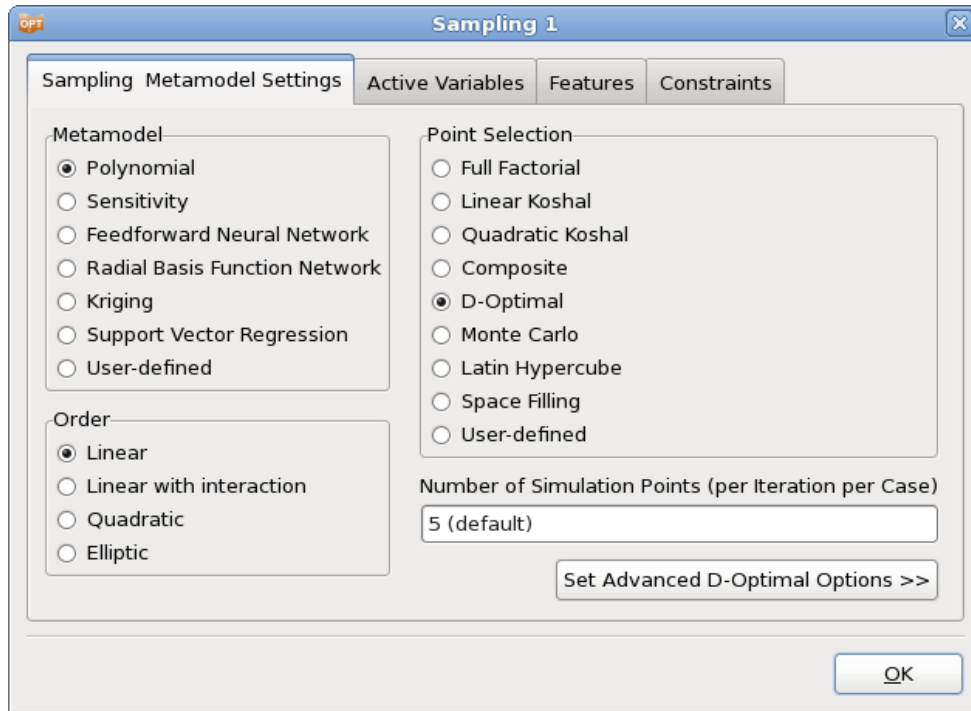 OPT
Sampling 1
Sampling Metamodel Settings
Active Variables
Features
Constraints
Metamodel
Polynomial
Sensitivity
Feedforward Neural Network
Radial Basis Function Network
Kriging
Support Vector Regression
User-defined
Order
Linear
Linear with interaction
Quadratic
Elliptic
Point Selection
Full Factorial
Linear Koshal
Quadratic Koshal
Composite
D-Optimal
Monte Carlo
Latin Hypercube
Space Filling
User-defined
Number of Simulation Points (per Iteration per Case)
5 (default)
Set Advanced D-Optimal Options >>
OK